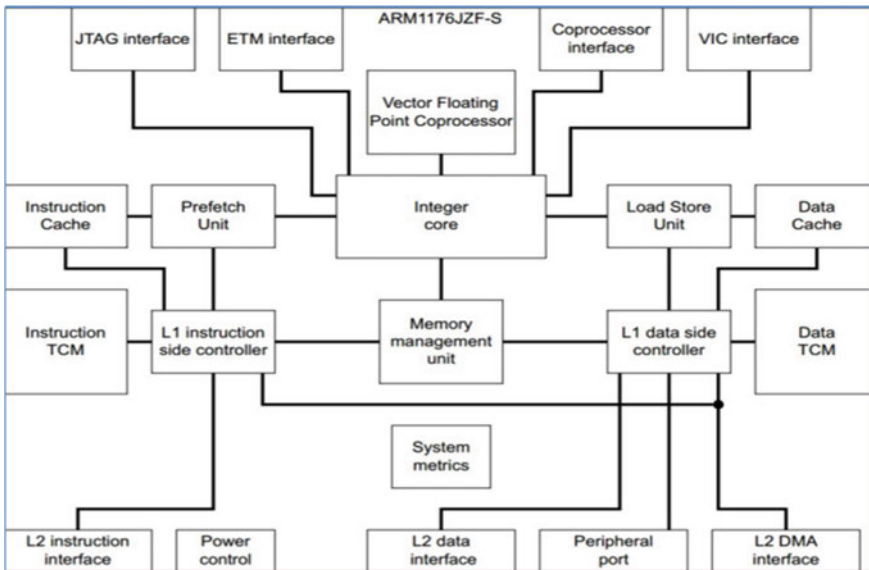 ARM1176JZF-S
JTAG interface
ETM interface
Coprocessor
interface
VIC interface
Vector Floating
Point Coprocessor
Instruction
Cache
Prefetch
Unit
Integer
core
Load Store
Unit
Data
Cache
Instruction
TCM
L1 instruction
side controller
Memory
management
unit
L1 data side
controller
Data
TCM
System
metrics
L2 instruction
interface
Power
control
L2 data
interface
Peripheral
port
L2 DMA
interface